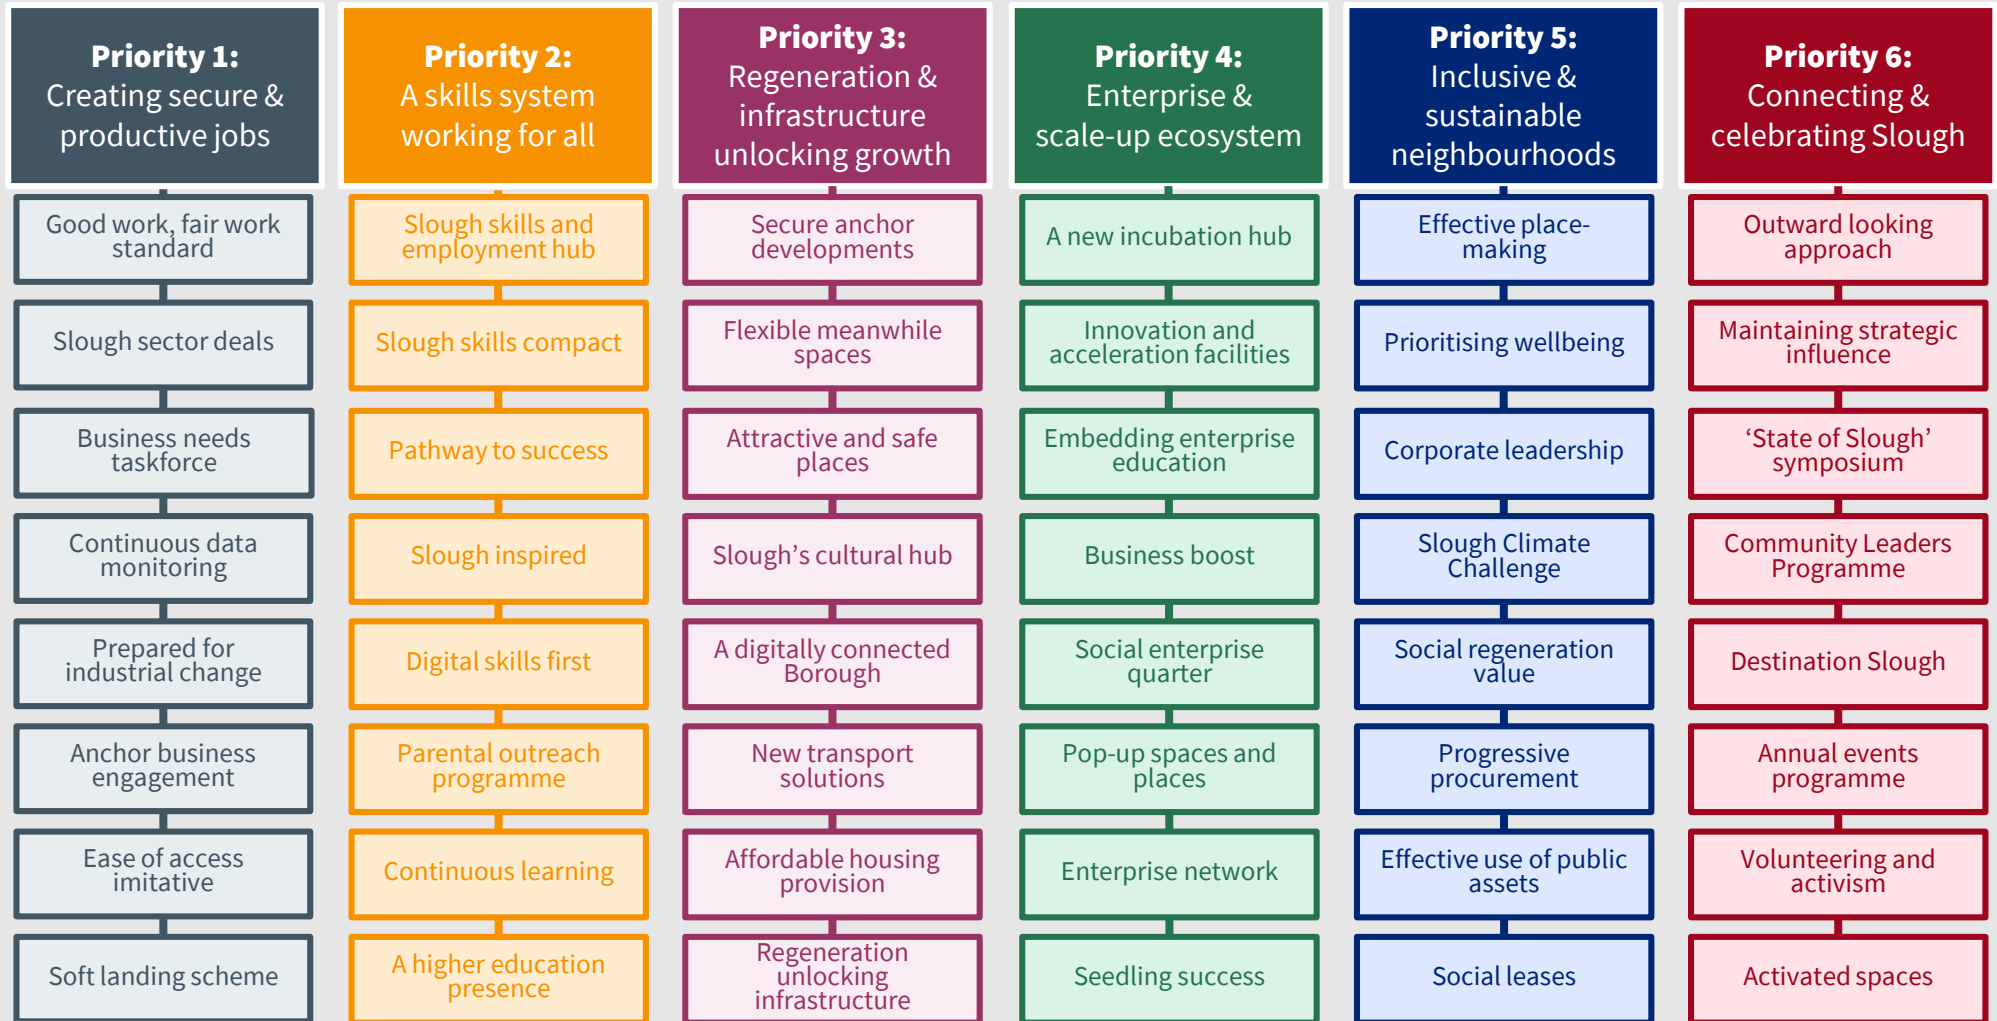 Priority 1:
Creating secure &
productive jobs
Good work, fair work
standard
Slough sector deals
Business needs
taskforce
Continuous data
monitoring
Prepared for
industrial change
Anchor business
engagement
Ease of access
imitative
Soft landing scheme
Priority 2:
A skills system
working for all
Slough skills and
employment hub
Slough skills compact
Pathway to success
Slough inspired
Digital skills first
Parental outreach
programme
Continuous learning
A higher education
presence
Priority 3:
Regeneration &
infrastructure
unlocking growth
Secure anchor
developments
Flexible meanwhile
spaces
Attractive and safe
places
Slough’s cultural hub
A digitally connected
Borough
New transport
solutions
Affordable housing
provision
Regeneration
unlocking
infrastructure
Priority 4:
Enterprise &
scale-up ecosystem
A new incubation hub
Innovation and
acceleration facilities
Embedding enterprise
education
Business boost
Social enterprise
quarter
Pop-up spaces and
places
Enterprise network
Seedling success
Priority 5:
Inclusive &
sustainable
neighbourhoods
Effective place-
making
Prioritising wellbeing
Corporate leadership
Slough Climate
Challenge
Social regeneration
value
Progressive
procurement
Effective use of public
assets
Social leases
Priority 6:
Connecting &
celebrating Slough
Outward looking
approach
Maintaining strategic
influence
‘State of Slough’
symposium
Community Leaders
Programme
Destination Slough
Annual events
programme
Volunteering and
activism
Activated spaces